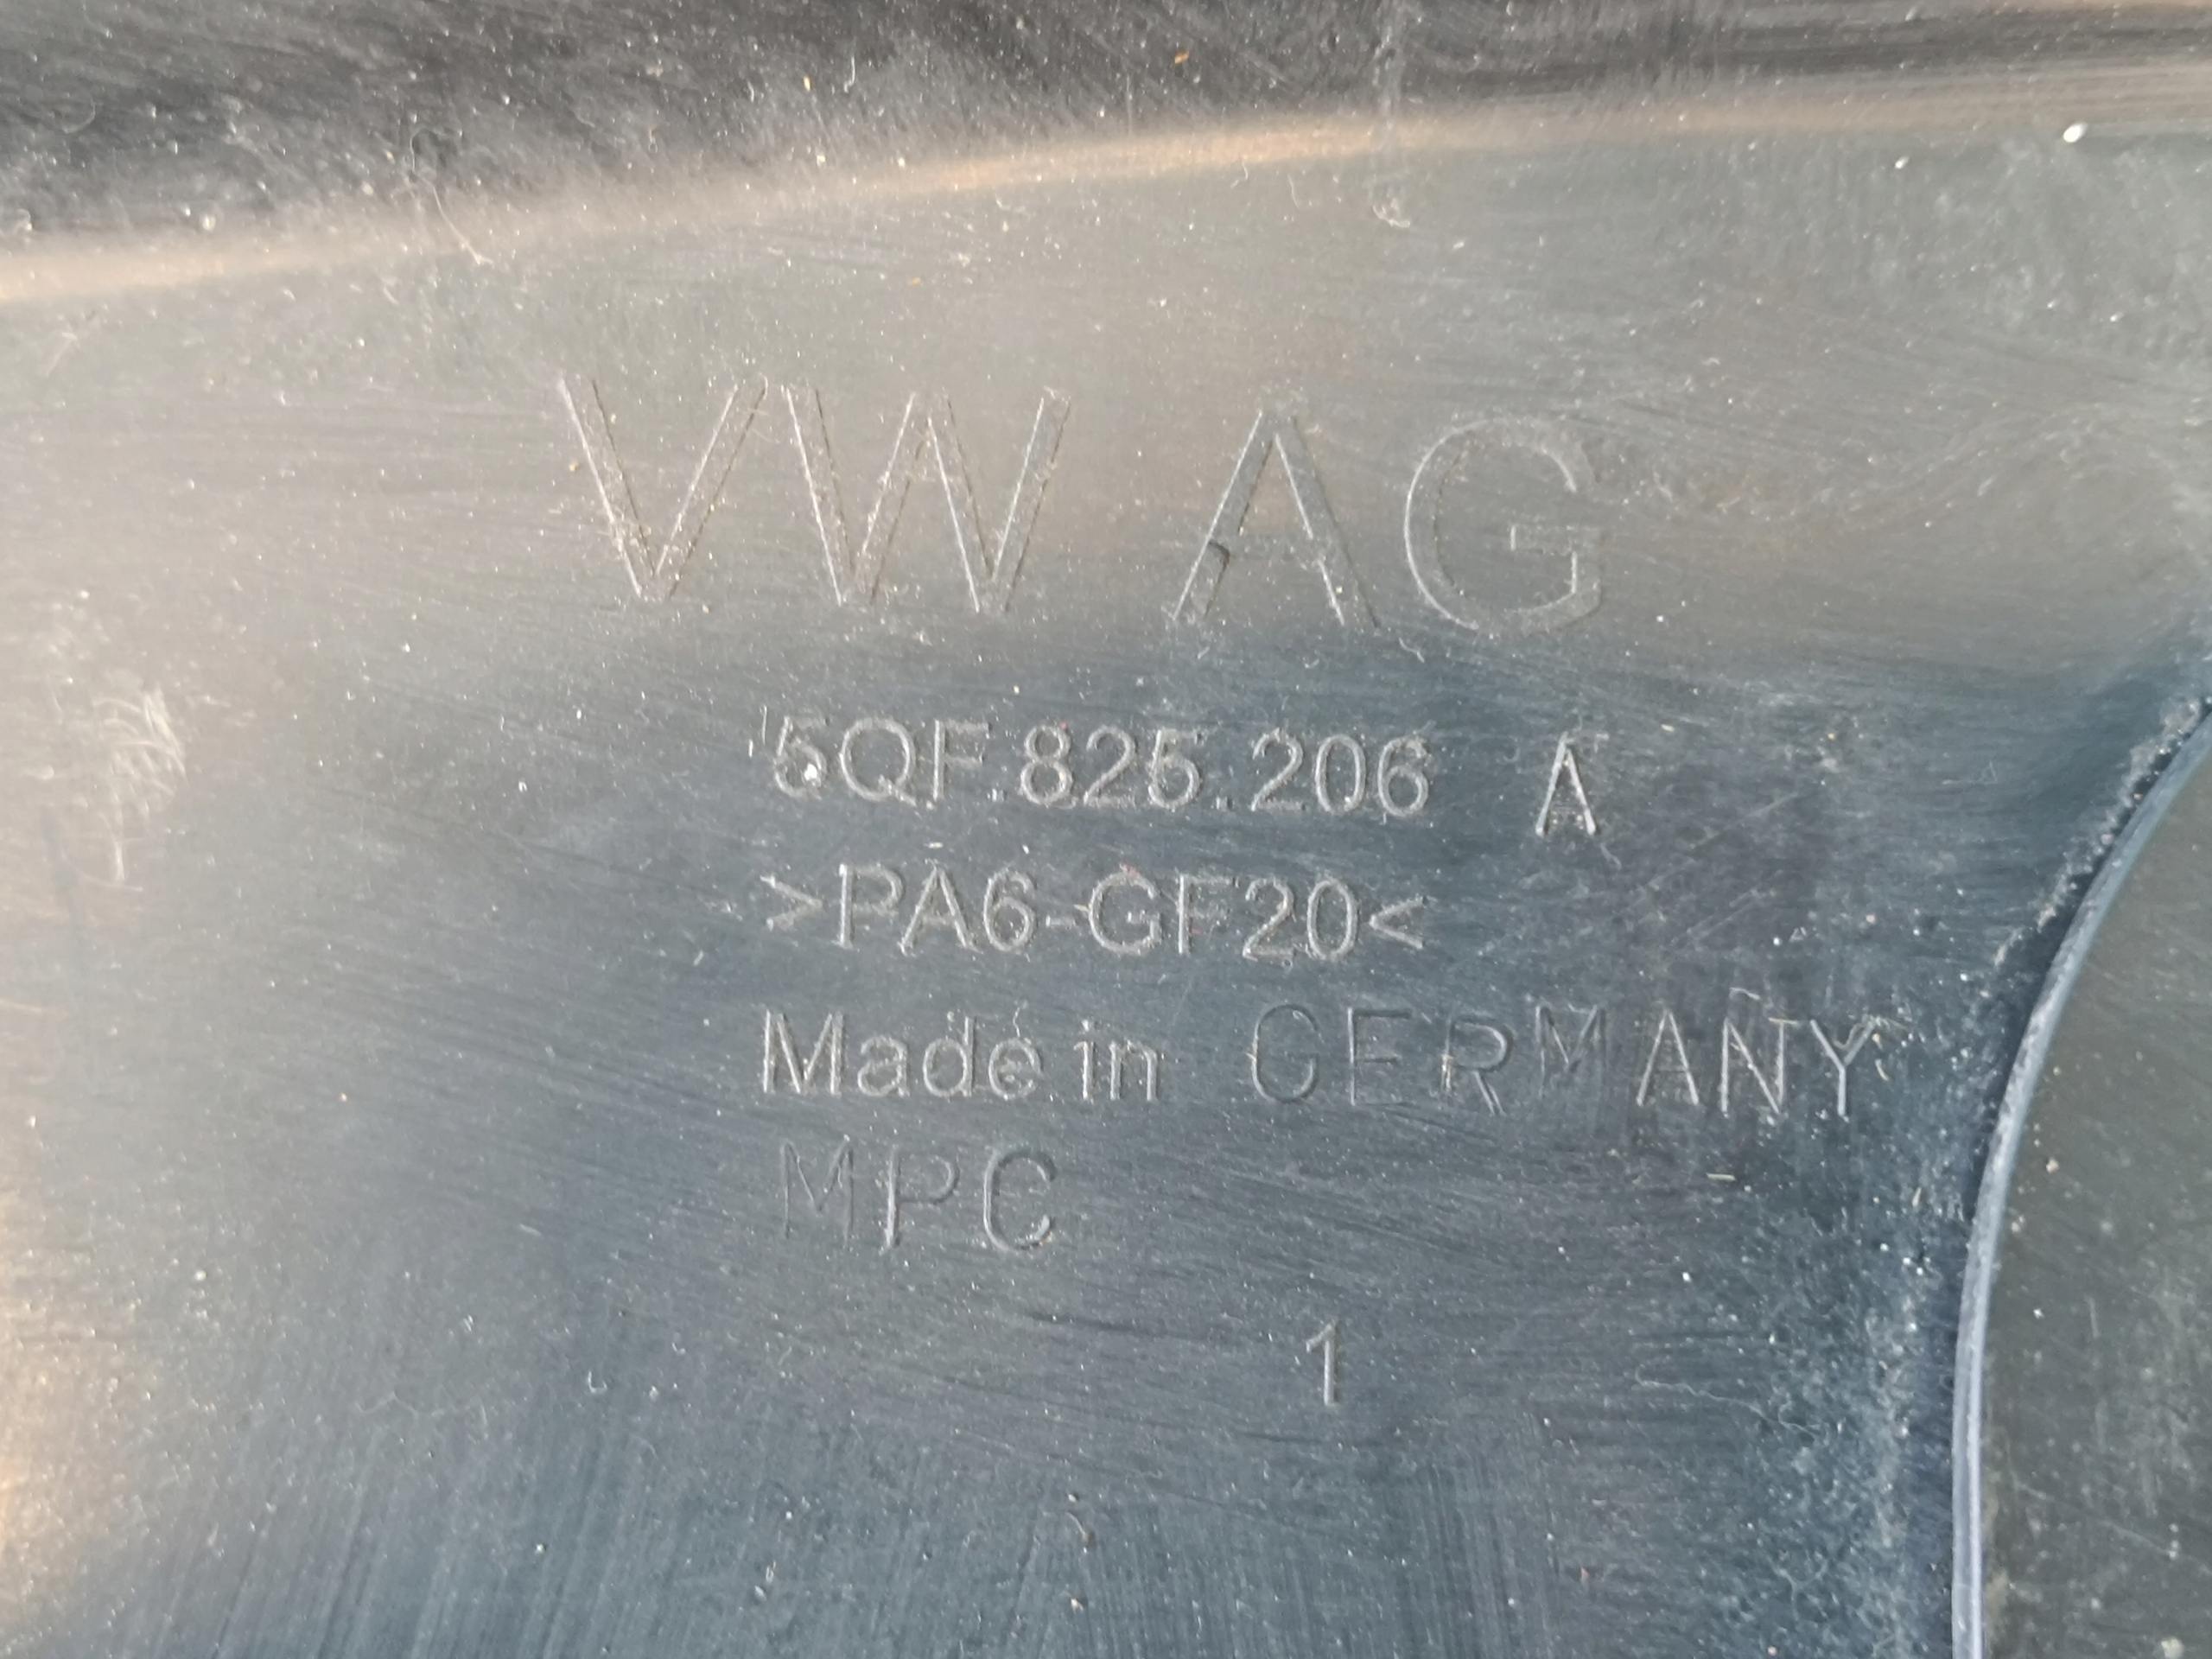 VW AG
5QF.825.206 A
>PA6-GF20<
Made in GERMANY
MPC
1